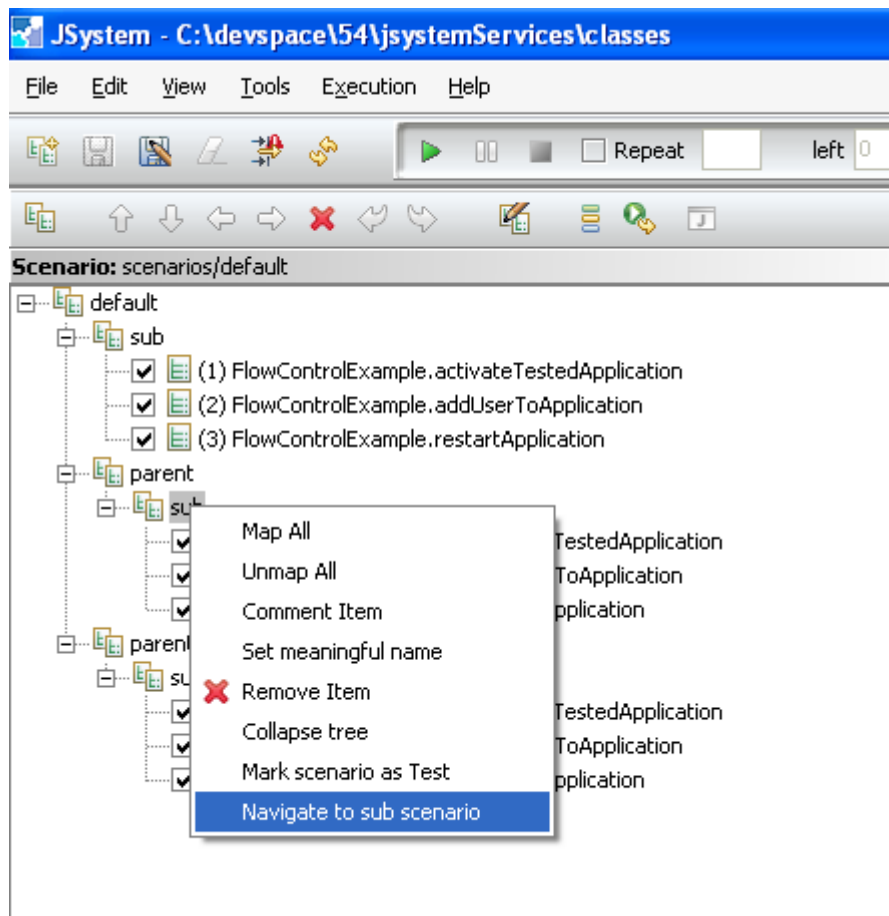 JSystem - C:\devspace\54\jsystemServices\classes
File Edit View Tools Execution Help
Repeat left 0
J
Scenario: scenarios/default
default
sub
(1) FlowControlExample.activateTestedApplication
(2) FlowControlExample.addUserToApplication
(3) FlowControlExample.restartApplication
parent
sub
Map All
TestedApplication
Unmap All
ToApplication
Comment Item
pplication
parent
Set meaningful name
Remove Item
TestedApplication
Collapse tree
ToApplication
Mark scenario as Test
pplication
Navigate to sub scenario